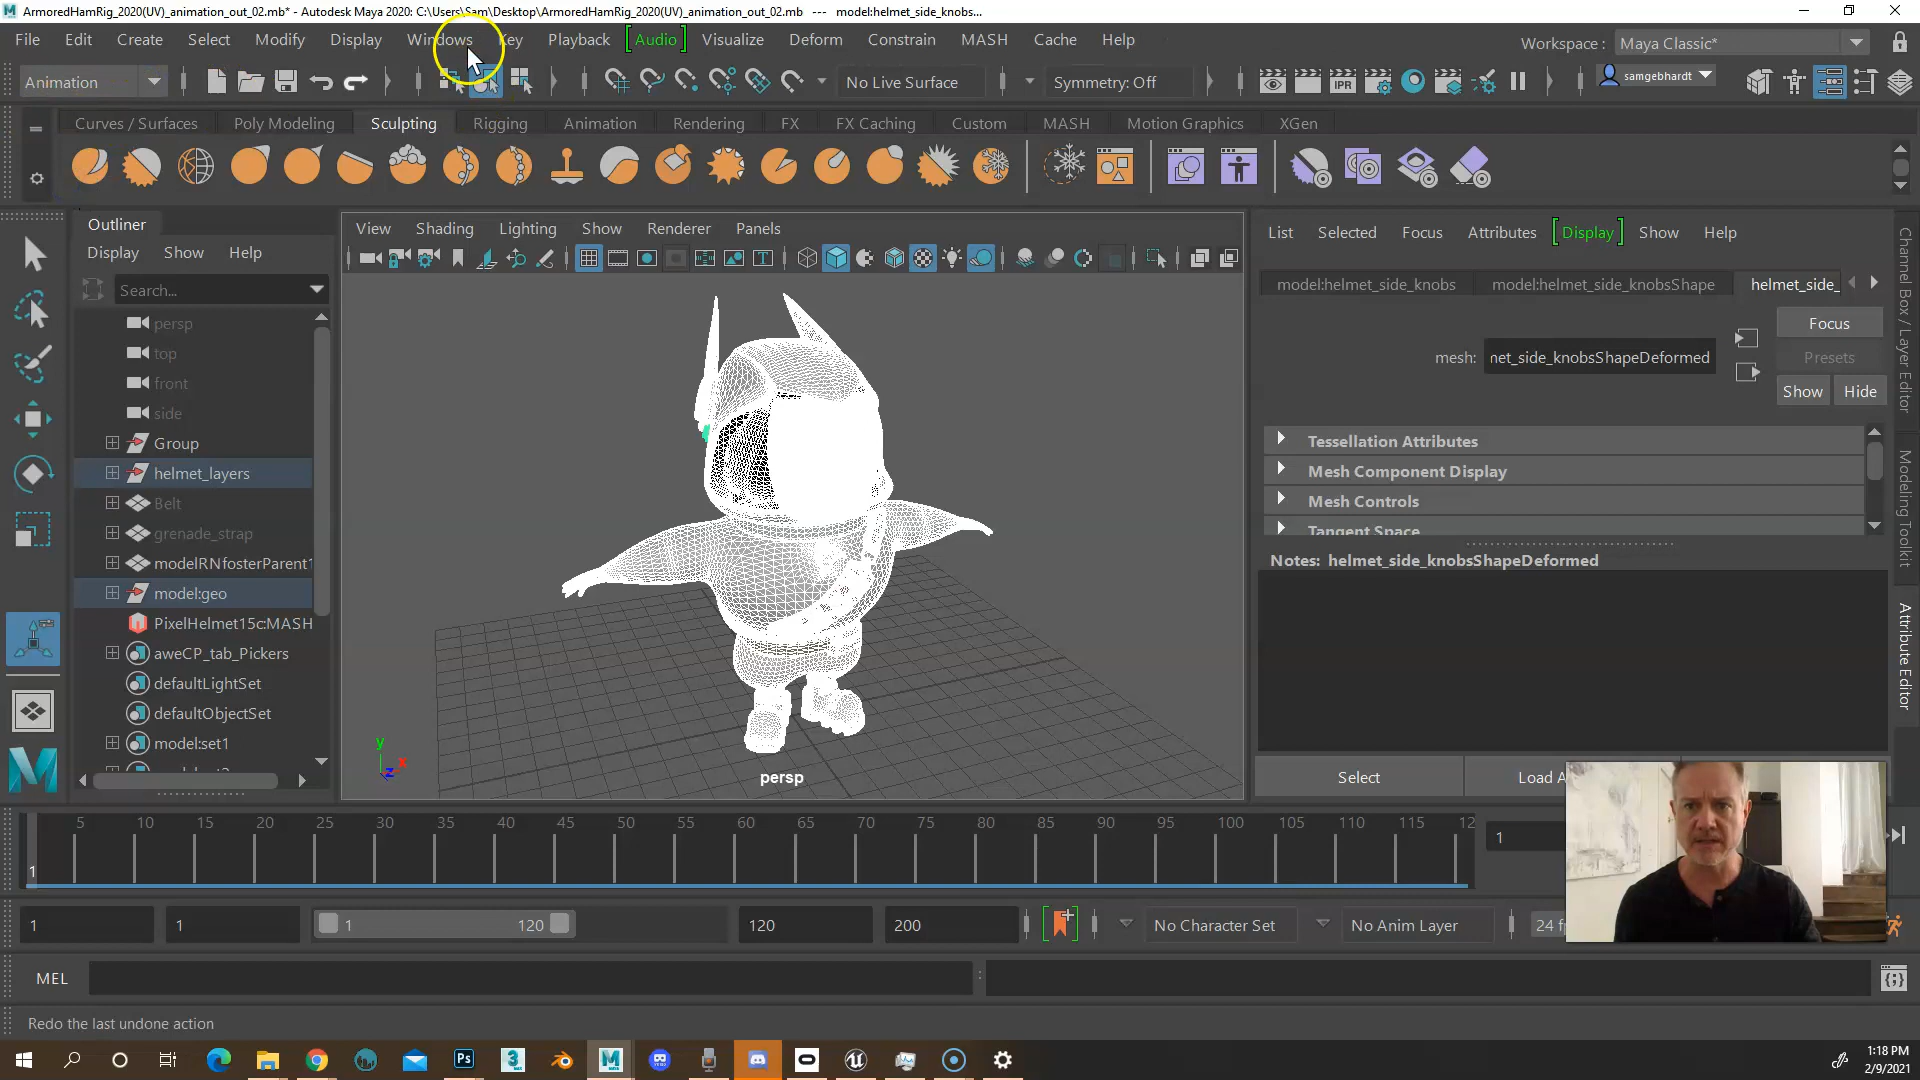 ArmoredHamRig_2020(UV)_animation_out_02.mb* - Autodesk Maya 2020: C:\Users\Sam\Desktop\ArmoredHamRig_2020(UV)_animation_out_02.mb --- model:helmet_side_knobs...
File Edit Create Select Modify Display Windows Key Playback Audio Visualize Deform Constrain MASH Cache Help
Workspace : Maya Classic*
Animation No Live Surface Symmetry: Off IPR samgebhardt
Curves / Surfaces Poly Modeling Sculpting Rigging Animation Rendering FX FX Caching Custom MASH Motion Graphics XGen
Outliner
Display Show Help
Search...
persp
top
front
side
Group
helmet_layers
Belt
grenade_strap
modelRNfosterParent1
model:geo
PixelHelmet15c:MASH
aweCP_tab_Pickers
defaultLightSet
defaultObjectSet
model:set1
View Shading Lighting Show Renderer Panels
y
x
z
persp
List Selected Focus Attributes Display Show Help
model:helmet_side_knobs model:helmet_side_knobsShape helmet_side_
mesh: net_side_knobsShapeDeformed
Focus
Presets
Show Hide
Tessellation Attributes
Mesh Component Display
Mesh Controls
Tangent Space
Notes: helmet_side_knobsShapeDeformed
Select Load A
Channel Box / Layer Editor
Modeling Toolkit
Attribute Editor
5 10 15 20 25 30 35 40 45 50 55 60 65 70 75 80 85 90 95 100 105 110 115 12
1
1
1 1 1 120 120 200 No Character Set No Anim Layer 24 f
MEL
Redo the last undone action
1:18 PM
2/9/2021